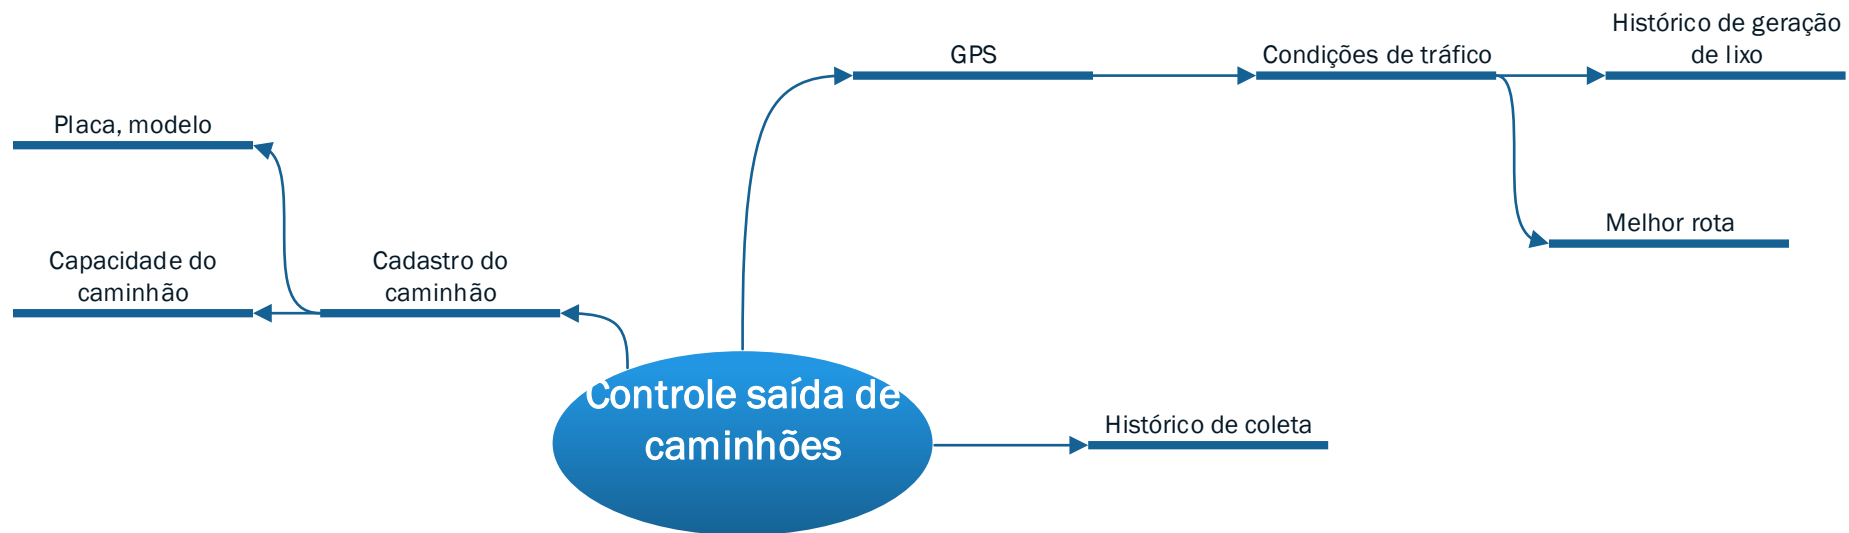 Histórico de geração
de lixo
GPS
Condições de tráfico
Placa, modelo
Melhor rota
Capacidade do
caminhão
Cadastro do
caminhão
Controle saída de
caminhões
Histórico de coleta